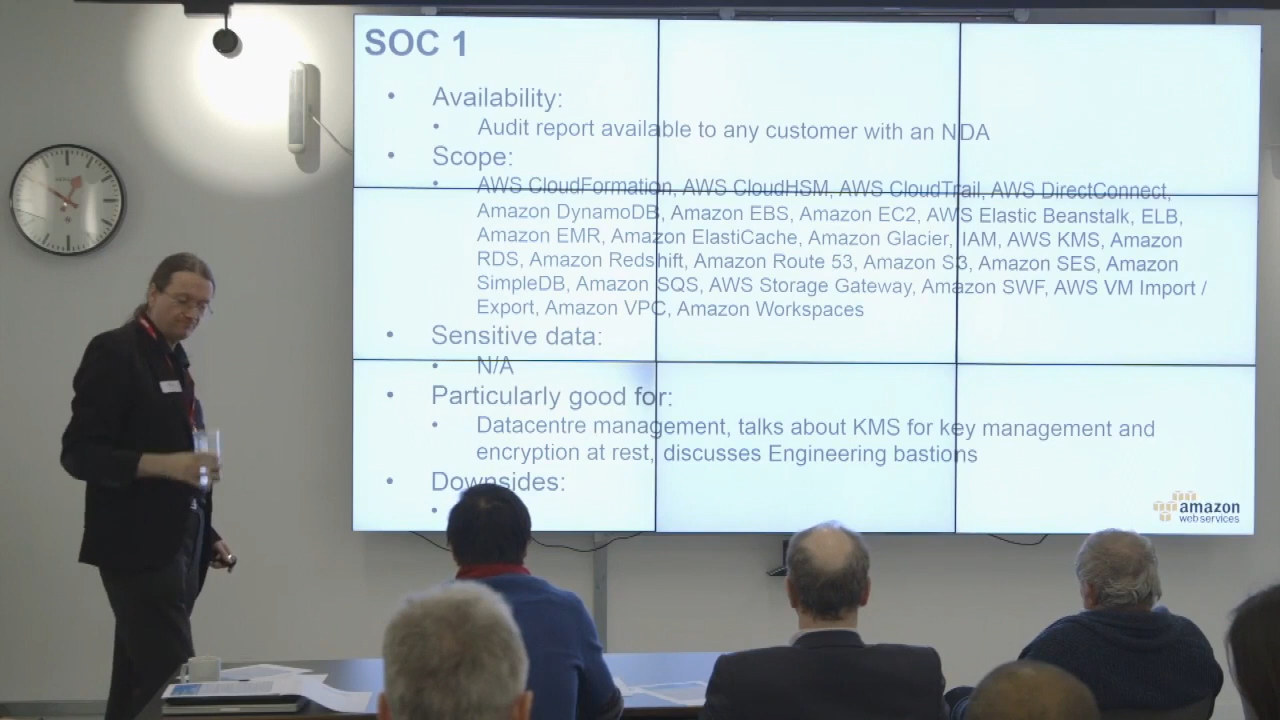 SOC 1
• Availability:
• Audit report available to any customer with an NDA
• Scope:
• AWS CloudFormation, AWS CloudHSM, AWS CloudTrail, AWS DirectConnect,
Amazon DynamoDB, Amazon EBS, Amazon EC2, AWS Elastic Beanstalk, ELB,
Amazon EMR, Amazon ElastiCache, Amazon Glacier, IAM, AWS KMS, Amazon
RDS, Amazon Redshift, Amazon Route 53, Amazon S3, Amazon SES, Amazon
SimpleDB, Amazon SQS, AWS Storage Gateway, Amazon SWF, AWS VM Import /
Export, Amazon VPC, Amazon Workspaces
• Sensitive data:
• N/A
• Particularly good for:
• Datacentre management, talks about KMS for key management and
encryption at rest, discusses Engineering bastions
• Downsides:
•
amazon
web services